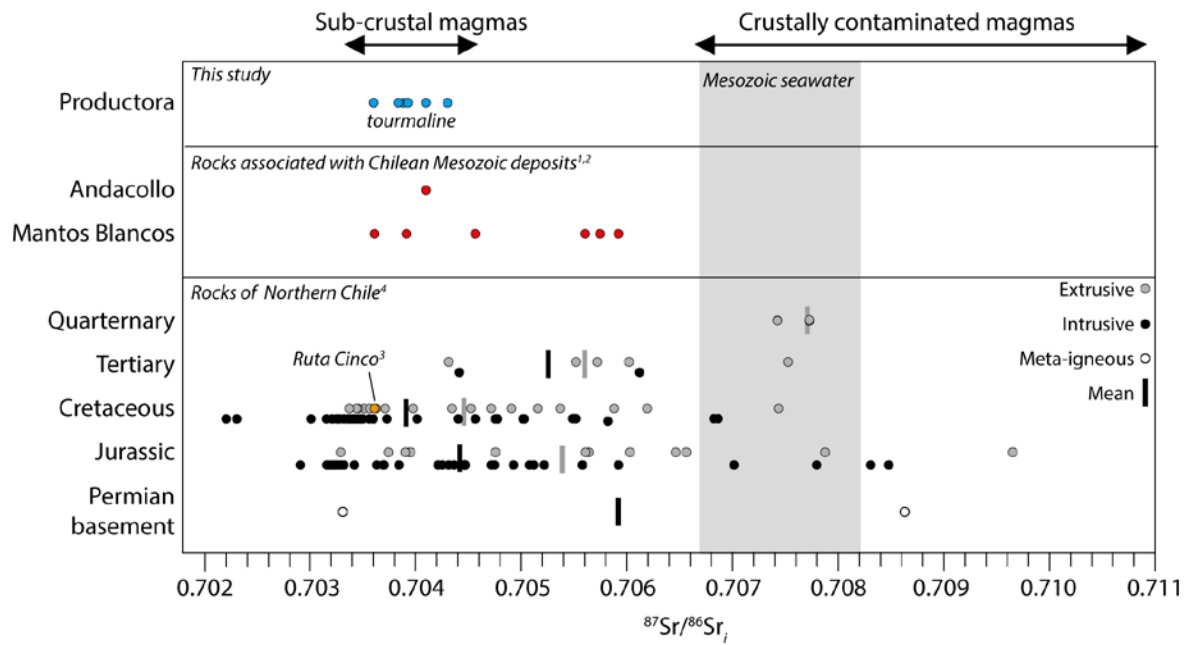 Sub-crustal magmas
Crustally contaminated magmas
This study
Mesozoic seawater
Productora
tourmaline
Rocks associated with Chilean Mesozoic deposits1,2
Andacollo
Mantos Blancos
Rocks of Northern Chile4
Extrusive
Quarternary
Intrusive
Ruta Cinco3
Tertiary
Meta-igneous
Mean
Cretaceous
Jurassic
Permian
basement
0.702 0.703 0.704 0.705 0.706 0.707 0.708 0.709 0.710 0.711
87Sr/86Sri